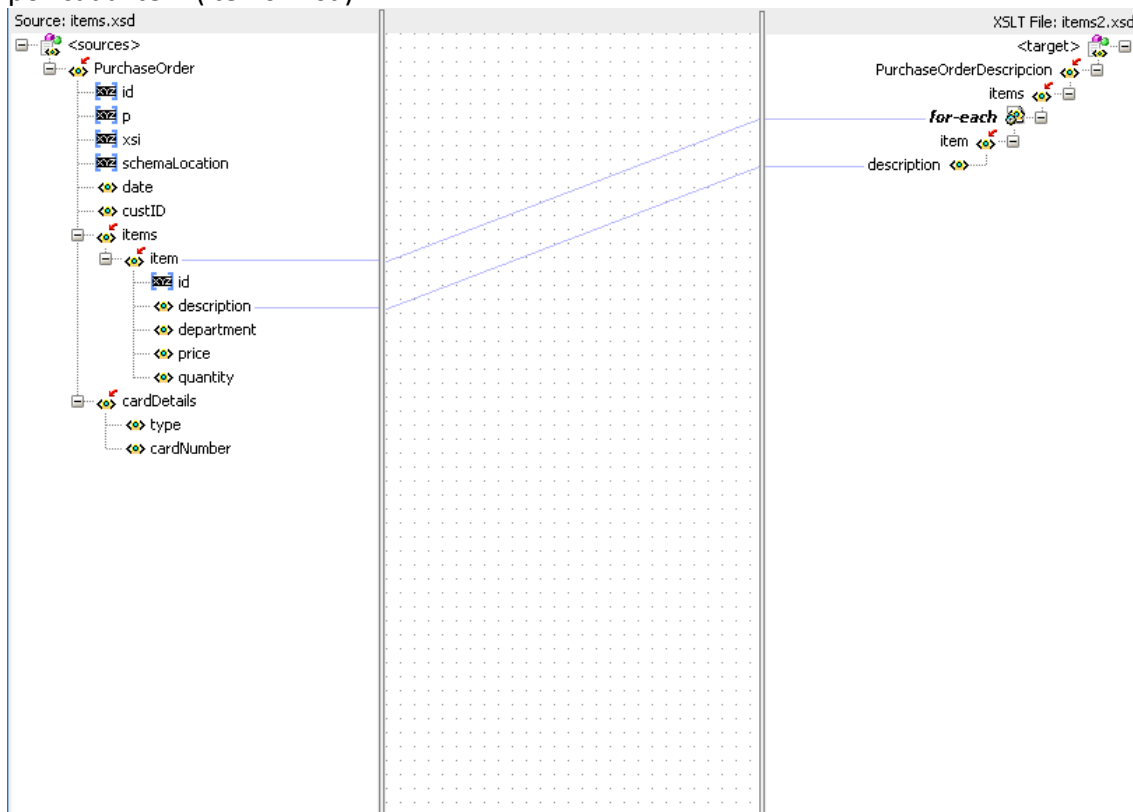 Source: items.xsd
XSLT File: items2.xsd
<sources>
PurchaseOrder
id
p
xsi
schemaLocation
date
custID
items
item
id
description
department
price
quantity
cardDetails
type
cardNumber
<target>
PurchaseOrderDescripcion
items
for-each
item
description